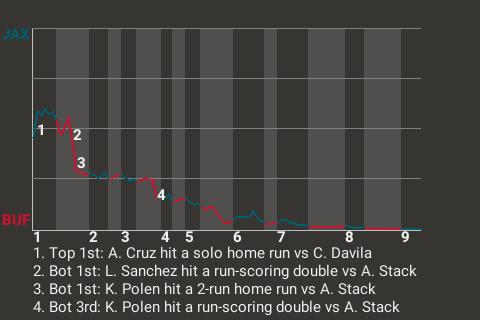 JAX
1
2
3
4
BUF
1 2 3 4 5 6 7 8 9
1. Top 1st: A. Cruz hit a solo home run vs C. Davila
2. Bot 1st: L. Sanchez hit a run-scoring double vs A. Stack
3. Bot 1st: K. Polen hit a 2-run home run vs A. Stack
4. Bot 3rd: K. Polen hit a run-scoring double vs A. Stack